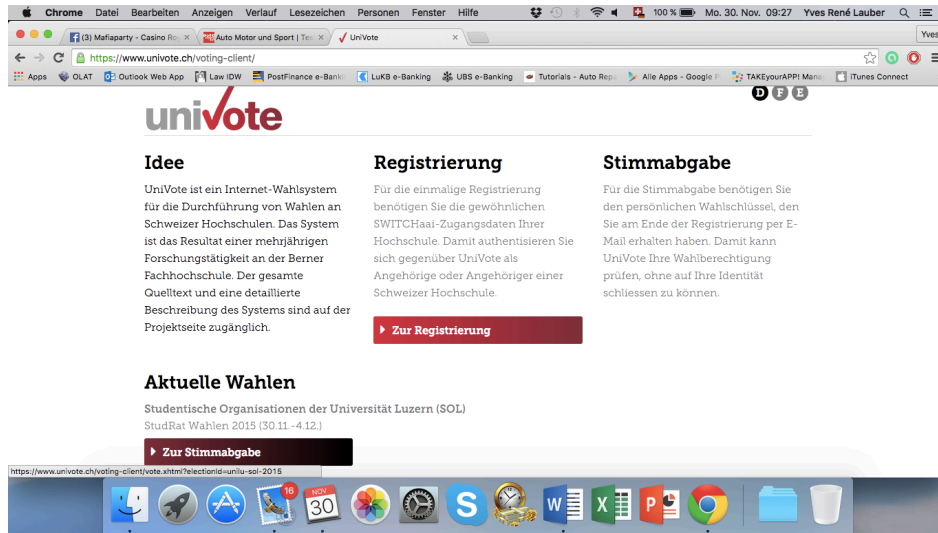 Chrome Datei Bearbeiten Anzeigen Verlauf Lesezeichen Personen Fenster Hilfe 100 % Mo. 30. Nov. 09:27 Yves René Lauber
(3) Mafiaparty - Casino Ro Auto Motor und Sport | Tes UniVote Yves
https://www.univote.ch/voting-client/
Apps OLAT Outlook Web App Law IDW PostFinance e-Bank LuKB e-Banking UBS e-Banking Tutorials - Auto Repa Alle Apps - Google P TAKEyourAPP! Mana iTunes Connect
univote
D F E
Idee
UniVote ist ein Internet-Wahlsystem
für die Durchführung von Wahlen an
Schweizer Hochschulen. Das System
ist das Resultat einer mehrjährigen
Forschungstätigkeit an der Berner
Fachhochschule. Der gesamte
Quelltext und eine detaillierte
Beschreibung des Systems sind auf der
Projektseite zugänglich.
Registrierung
Für die einmalige Registrierung
benötigen Sie die gewöhnlichen
SWITCHaai-Zugangsdaten Ihrer
Hochschule. Damit authentisieren Sie
sich gegenüber UniVote als
Angehörige oder Angehöriger einer
Schweizer Hochschule.
Zur Registrierung
Stimmabgabe
Für die Stimmabgabe benötigen Sie
den persönlichen Wahlschlüssel, den
Sie am Ende der Registrierung per E-
Mail erhalten haben. Damit kann
UniVote Ihre Wahlberechtigung
prüfen, ohne auf Ihre Identität
schliessen zu können.
Aktuelle Wahlen
Studentische Organisationen der Universität Luzern (SOL)
StudRat Wahlen 2015 (30.11.-4.12.)
Zur Stimmabgabe
https://www.univote.ch/voting-client/vote.xhtml?electionId=unilu-sol-2015
16
NOV
30
S
W
X
P